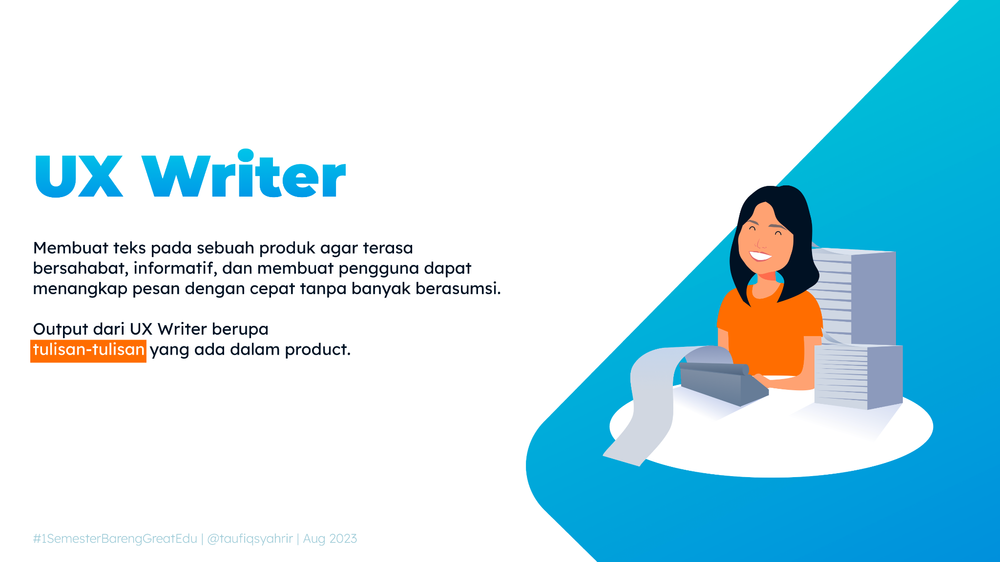 UX Writer
Membuat teks pada sebuah produk agar terasa
bersahabat, informatif, dan membuat pengguna dapat
menangkap pesan dengan cepat tanpa banyak berasumsi.
Output dari UX Writer berupa
tulisan-tulisan yang ada dalam product.
#1SemesterBarengGreatEdu | @taufiqsyahrir | Aug 2023